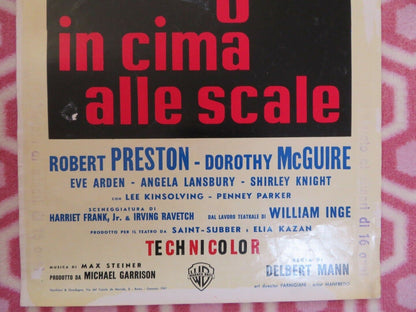 in cima
alle scale
ROBERT PRESTON - DOROTHY McGUIRE
EVE ARDEN - ANGELA LANSBURY - SHIRLEY KNIGHT
CON LEE KINSOLVING - PENNEY PARKER
SCENEGGIATURA DI HARRIET FRANK, Jr. & IRVING RAVETCH DAL LAVORO TEATRALE DI WILLIAM INGE
PRODOTTO PER IL TEATRO DA SAINT-SUBBER e ELIA KAZAN
TECHNICOLOR
MUSICA DI MAX STEINER
PRODOTTO DA MICHAEL GARRISON
WB
REGIA DI
DELBERT MANN